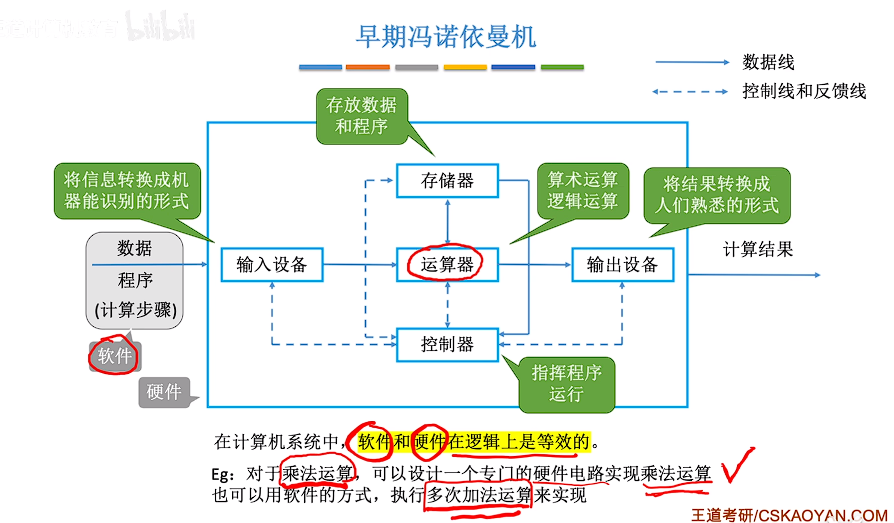 bilibili
早期冯诺依曼机
数据线
控制线和反馈线
存放数据
和程序
将信息转换成机
器能识别的形式
算术运算
逻辑运算
将结果转换成
人们熟悉的形式
存储器
数据
程序
(计算步骤)
输入设备
运算器
输出设备
计算结果
控制器
软件
硬件
指挥程序
运行
在计算机系统中，软件和硬件在逻辑上是等效的。
Eg：对于乘法运算，可以设计一个专门的硬件电路实现乘法运算
也可以用软件的方式，执行多次加法运算来实现
王道考研/CSKAOYAN.COM